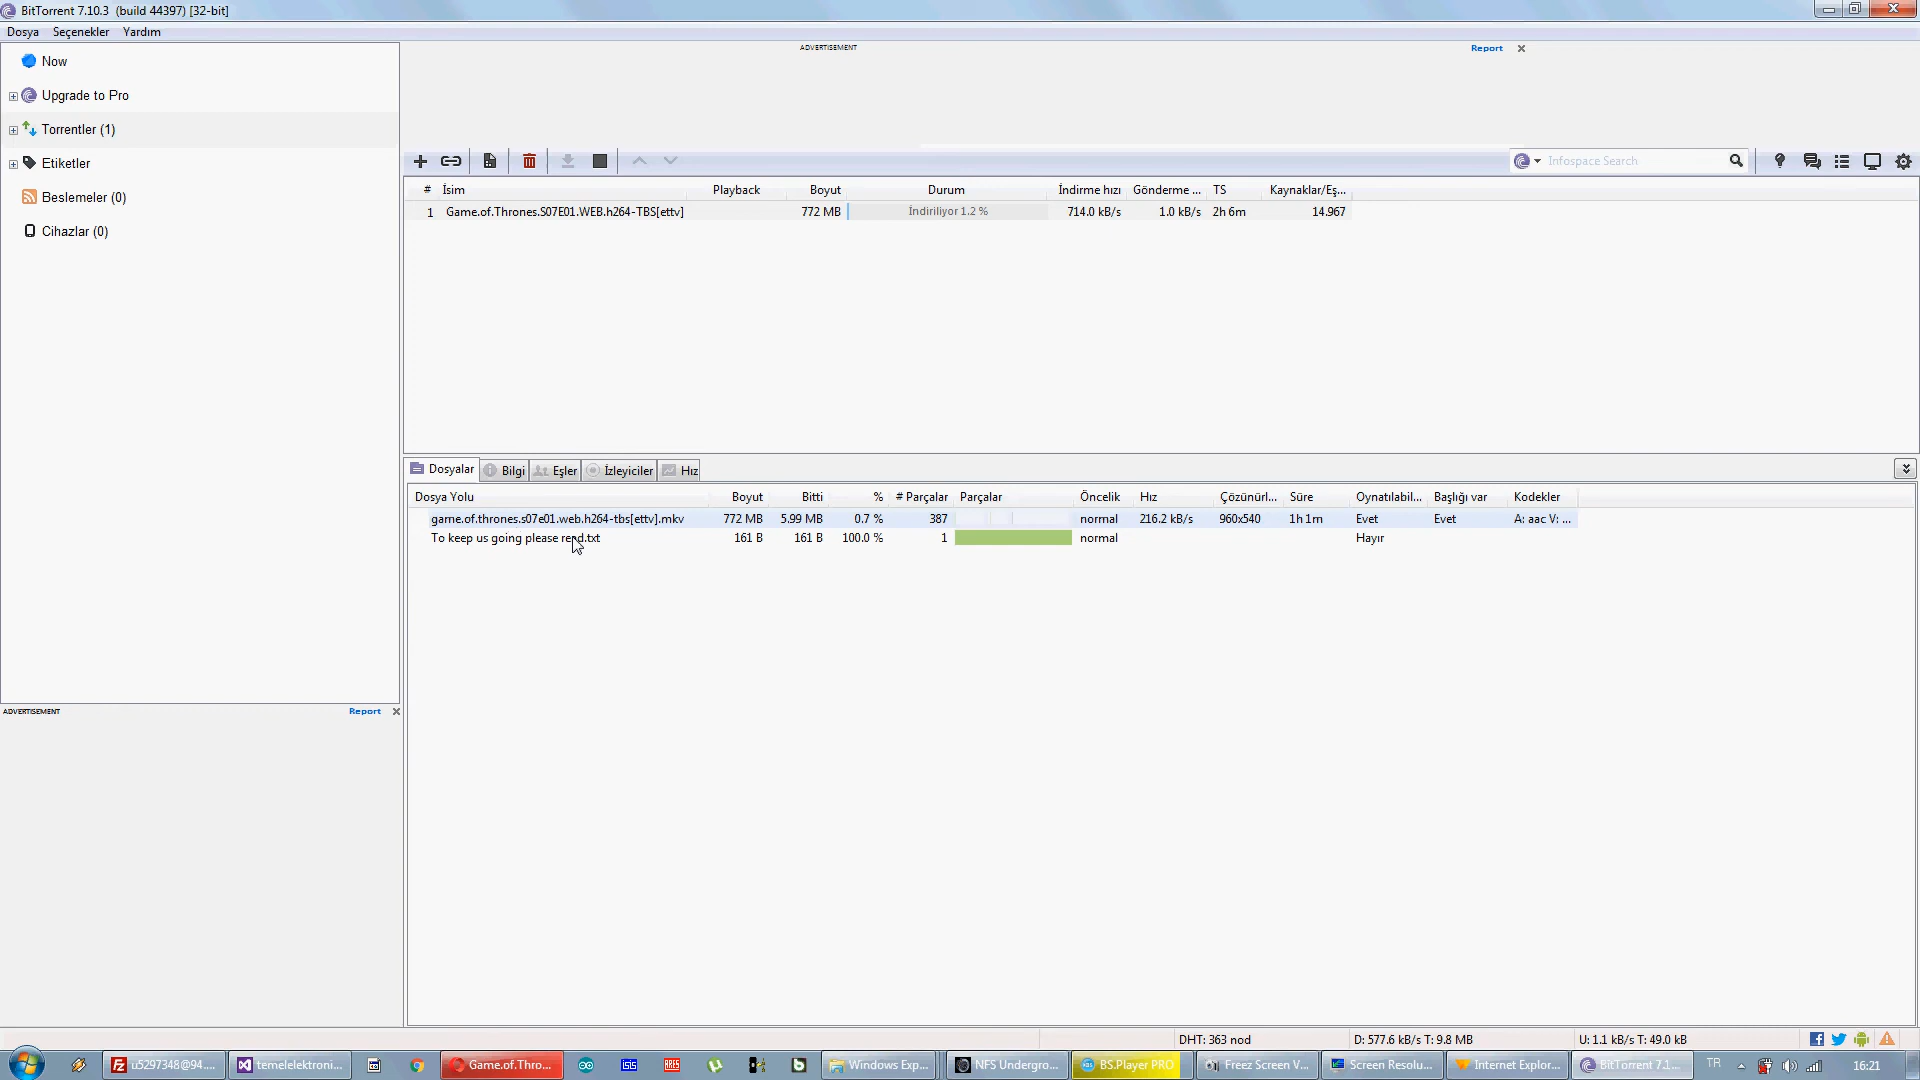 BitTorrent 7.10.3 (build 44397) [32-bit]
Dosya Seçenekler Yardım
Now
Upgrade to Pro
Torrentler (1)
Etiketler
Beslemeler (0)
Cihazlar (0)
ADVERTISEMENT
Report
ADVERTISEMENT Report
Infospace Search
# İsim Playback Boyut Durum İndirme hızı Gönderme ... TS Kaynaklar/Eş...
1 Game.of.Thrones.S07E01.WEB.h264-TBS[ettv] 772 MB İndiriliyor 1.2 % 714.0 kB/s 1.0 kB/s 2h 6m 14.967
Dosyalar Bilgi Eşler İzleyiciler Hız
Dosya Yolu Boyut Bitti % # Parçalar Parçalar Öncelik Hız Çözünürl... Süre Oynatılabil... Başlığı var Kodekler
game.of.thrones.s07e01.web.h264-tbs[ettv].mkv 772 MB 5.99 MB 0.7 % 387 normal 216.2 kB/s 960x540 1h 1m Evet Evet A: aac V: ...
To keep us going please read.txt 161 B 161 B 100.0 % 1 normal Hayır
DHT: 363 nod D: 577.6 kB/s T: 9.8 MB U: 1.1 kB/s T: 49.0 kB
u5297348@94.... temelelektroni... Game.of.Thro... ISIS ARES Windows Exp... NFS Undergro... BS.Player PRO Freez Screen V... Screen Resolu... Internet Explor... BitTorrent 7.1... TR 16:21